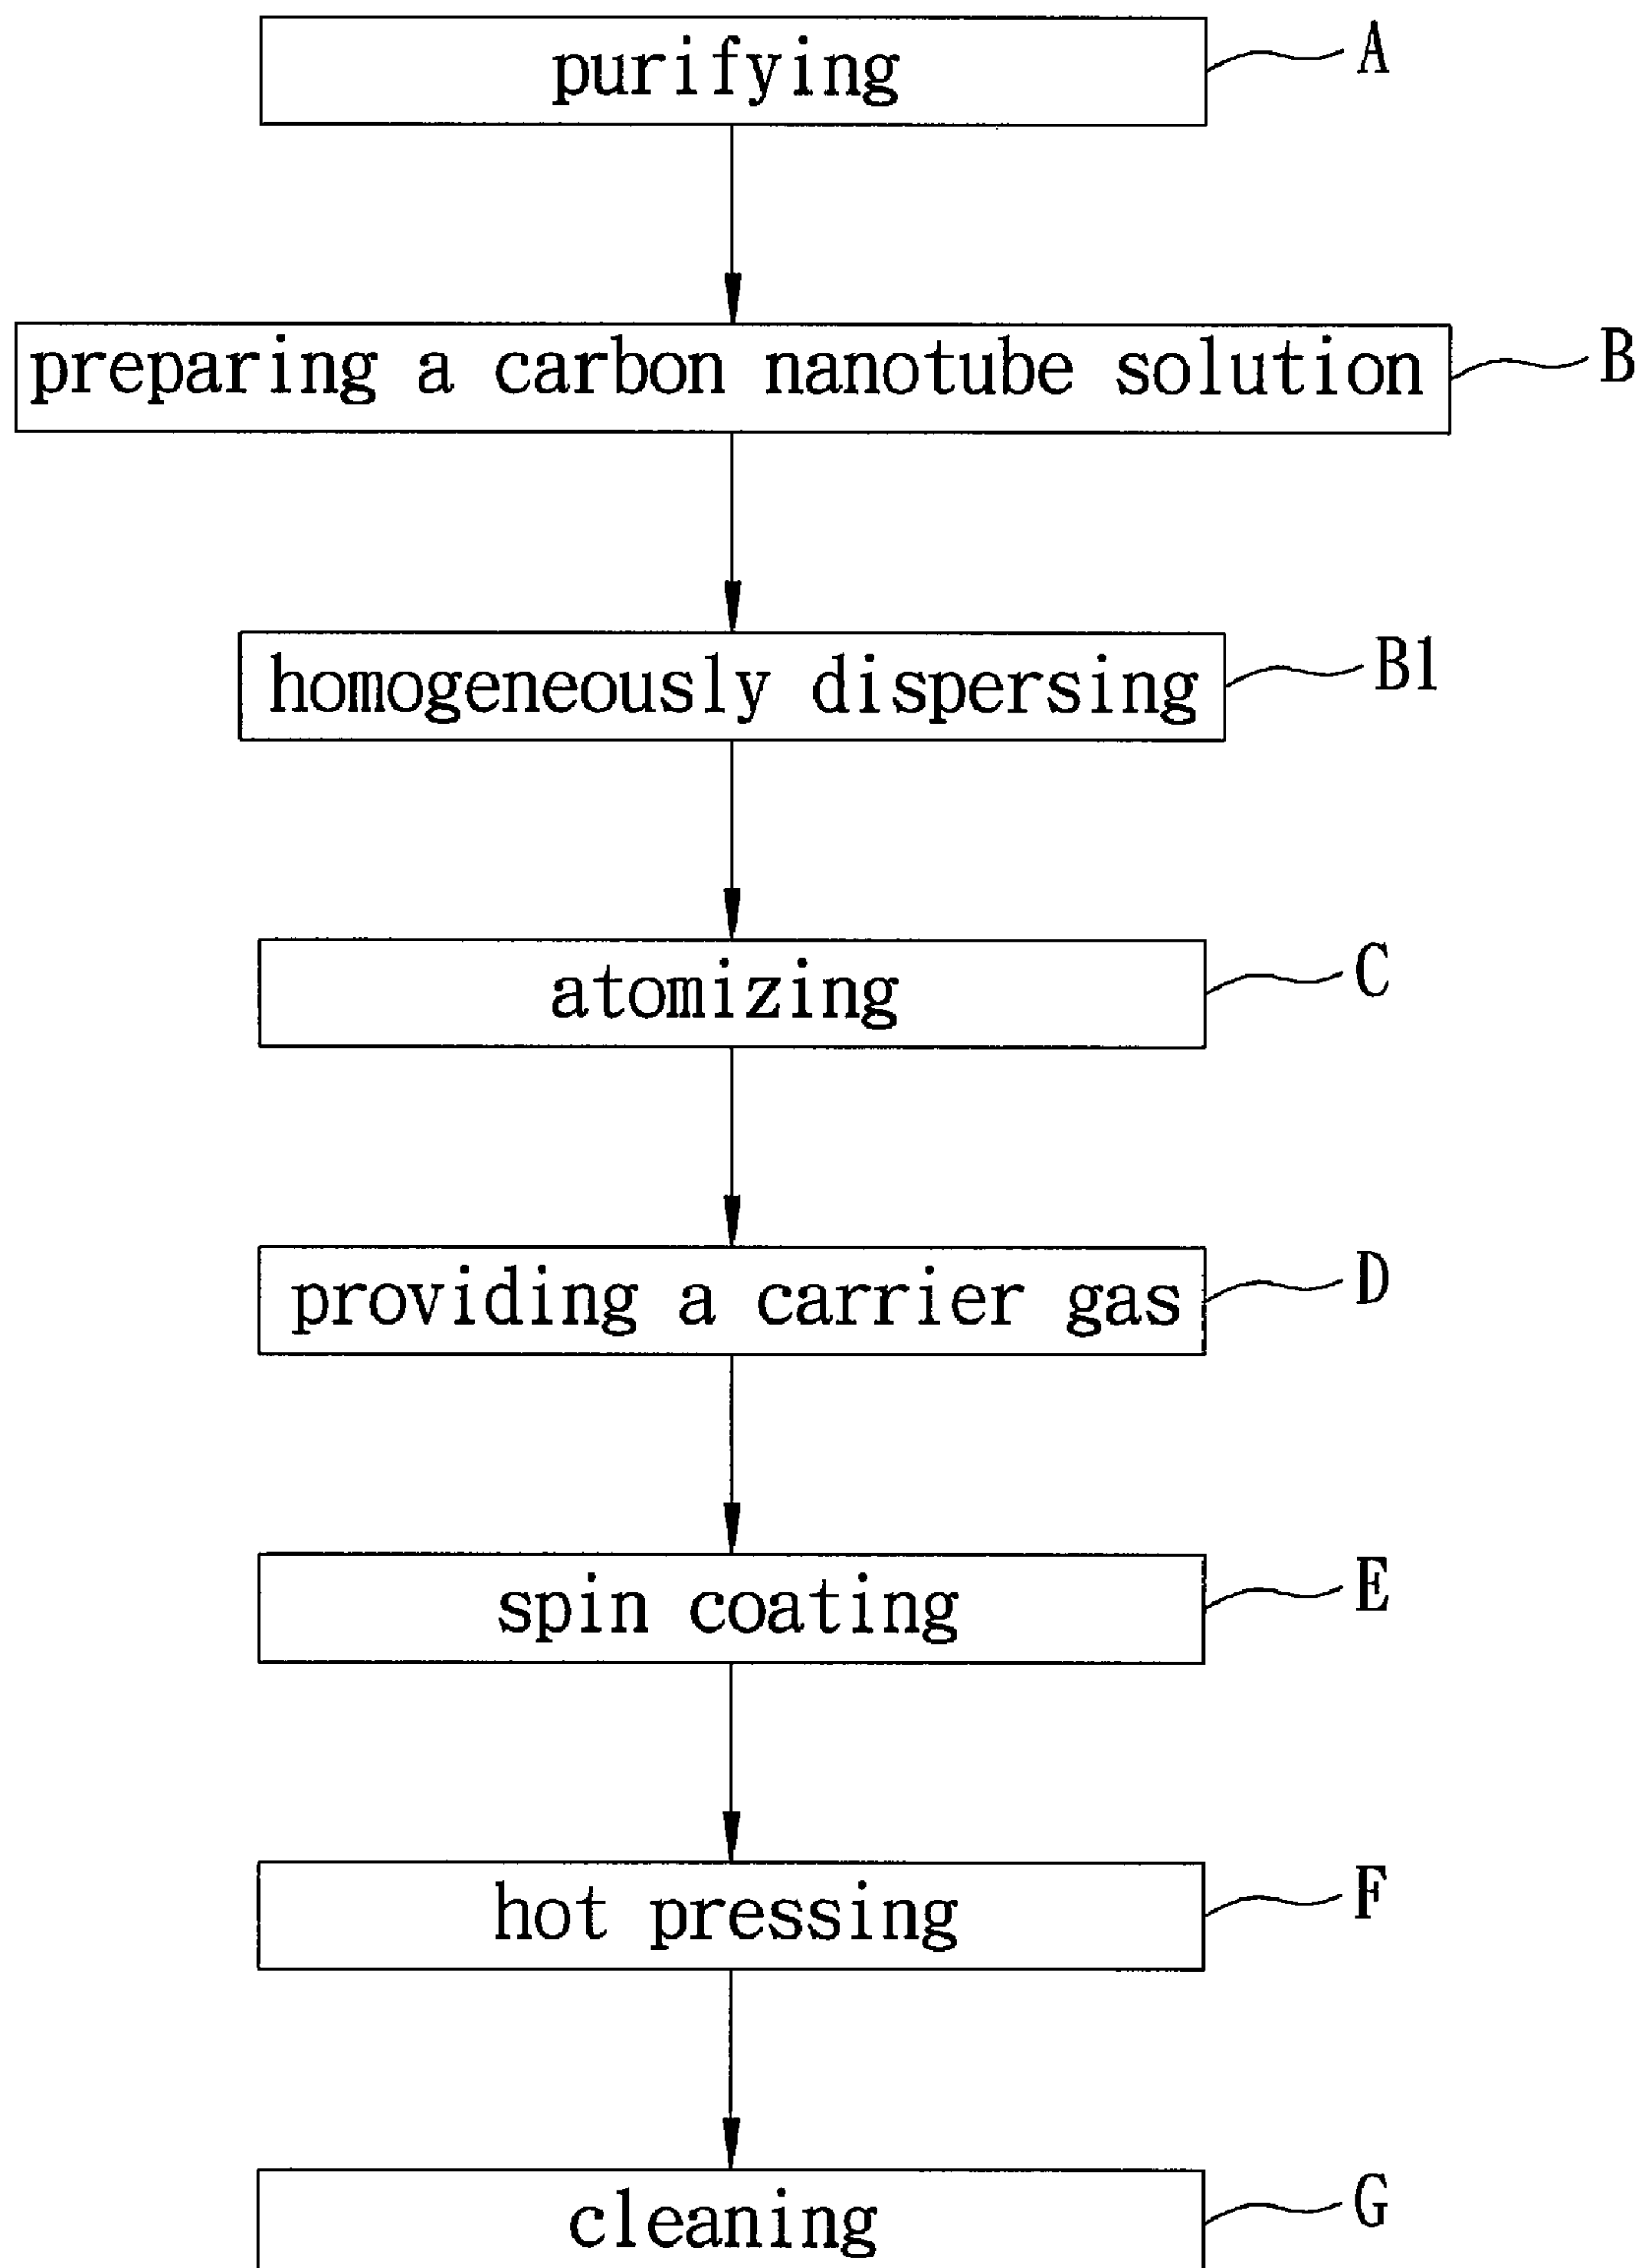 purifying A
preparing a carbon nanotube solution B
homogeneously dispersing B1
atomizing C
providing a carrier gas D
spin coating E
hot pressing F
cleaning G